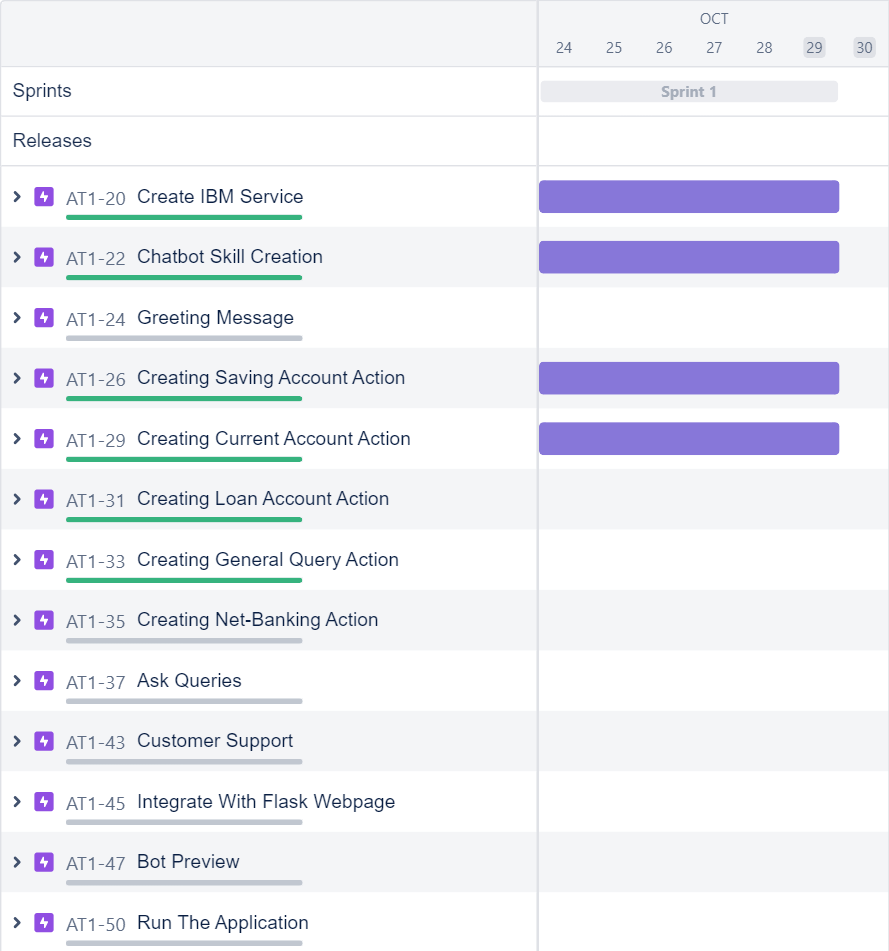 OCT
24 25 26 27 28 29 30
Sprints Sprint 1
Releases
AT1-20 Create IBM Service
AT1-22 Chatbot Skill Creation
AT1-24 Greeting Message
AT1-26 Creating Saving Account Action
AT1-29 Creating Current Account Action
AT1-31 Creating Loan Account Action
AT1-33 Creating General Query Action
AT1-35 Creating Net-Banking Action
AT1-37 Ask Queries
AT1-43 Customer Support
AT1-45 Integrate With Flask Webpage
AT1-47 Bot Preview
AT1-50 Run The Application